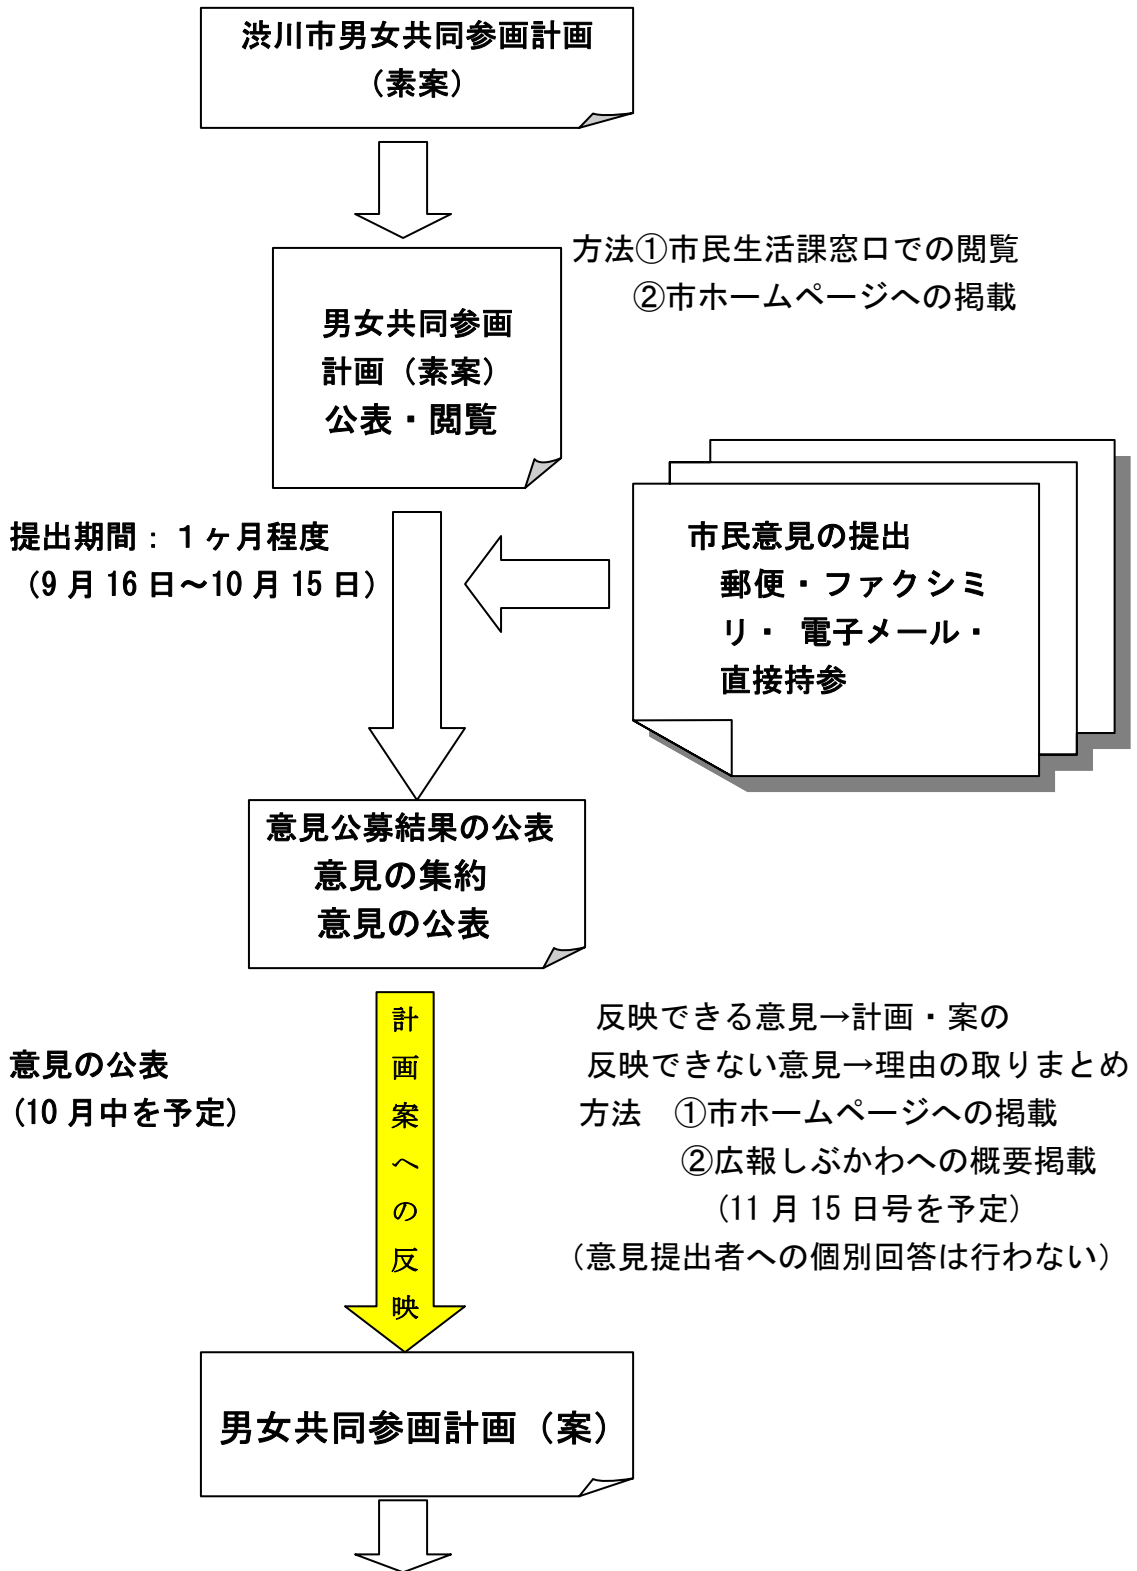 渋川市男女共同参画計画
（素案）
方法①市民生活課窓口での閲覧
②市ホームページへの掲載
男女共同参画
計画（素案）
公表・閲覧
提出期間：１ヶ月程度
（9月16日～10月15日）
市民意見の提出
郵便・ファクシミ
リ・ 電子メール・
直接持参
意見公募結果の公表
意見の集約
意見の公表
計画案への反映
意見の公表
（10月中を予定）
反映できる意見→計画・案の
反映できない意見→理由の取りまとめ
方法　①市ホームページへの掲載
②広報しぶかわへの概要掲載
（11月15日号を予定）
（意見提出者への個別回答は行わない）
男女共同参画計画（案）